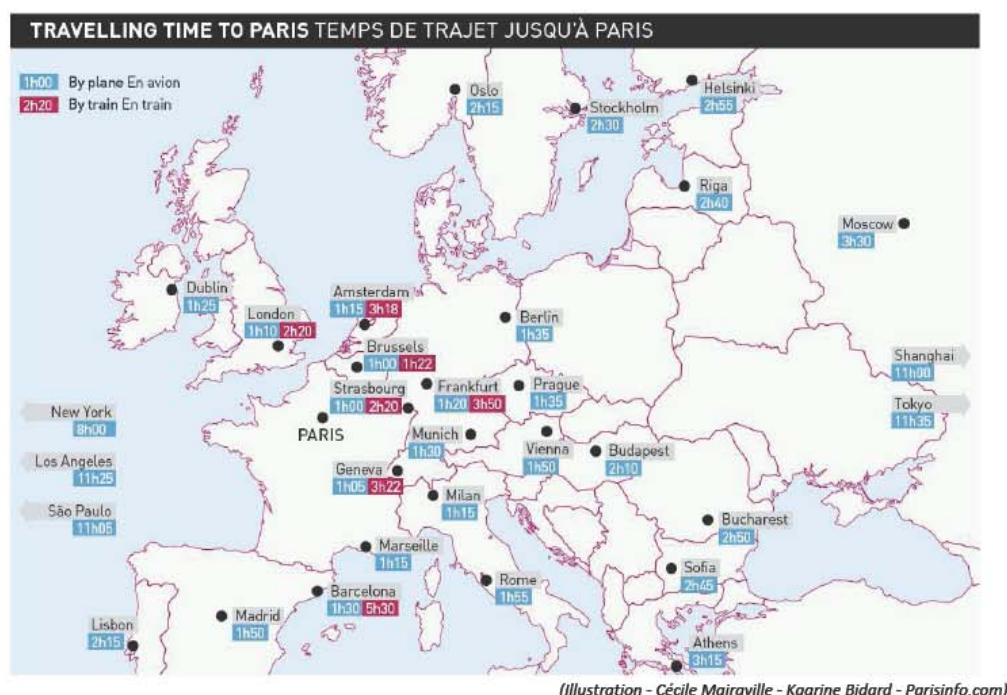 TRAVELLING TIME TO PARIS TEMPS DE TRAJET JUSQU'À PARIS
1h00 By plane En avion
2h20 By train En train
Oslo
2h15
Stockholm
2h30
Helsinki
2h55
Riga
2h40
Moscow
3h30
Dublin
1h25
London
1h10 2h20
Amsterdam
1h15 3h18
Brussels
1h00 1h22
Berlin
1h35
Strasbourg
1h00 2h20
Frankfurt
1h20 3h50
Prague
1h35
Shanghai
11h00
Tokyo
11h35
New York
8h00
Los Angeles
11h25
São Paulo
11h05
PARIS
Munich
1h30
Vienna
1h50
Budapest
2h10
Geneva
1h05 3h22
Milan
1h15
Bucharest
2h50
Marseille
1h15
Sofia
2h45
Rome
1h55
Barcelona
1h30 5h30
Madrid
1h50
Lisbon
2h15
Athens
3h15
(Illustration - Cécile Mairaville - Kaarine Bidard - Parisinfo.com)